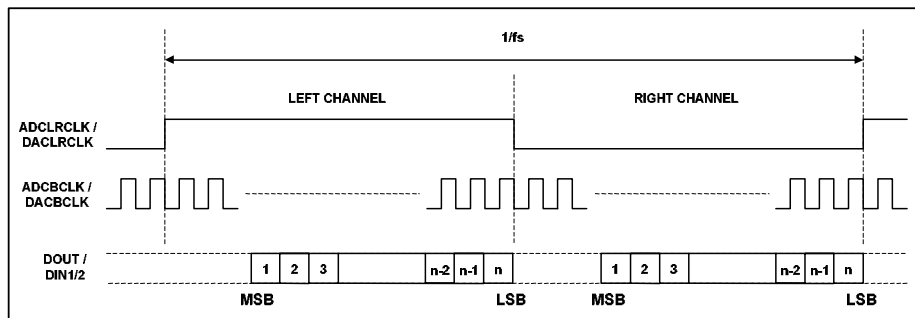 1/fs
LEFT CHANNEL RIGHT CHANNEL
ADCLRCLK /
DACLRCLK
ADCBCLK /
DACBCLK
DOUT /
DIN1/2
1 2 3 n-2 n-1 n 1 2 3 n-2 n-1 n
MSB LSB MSB LSB